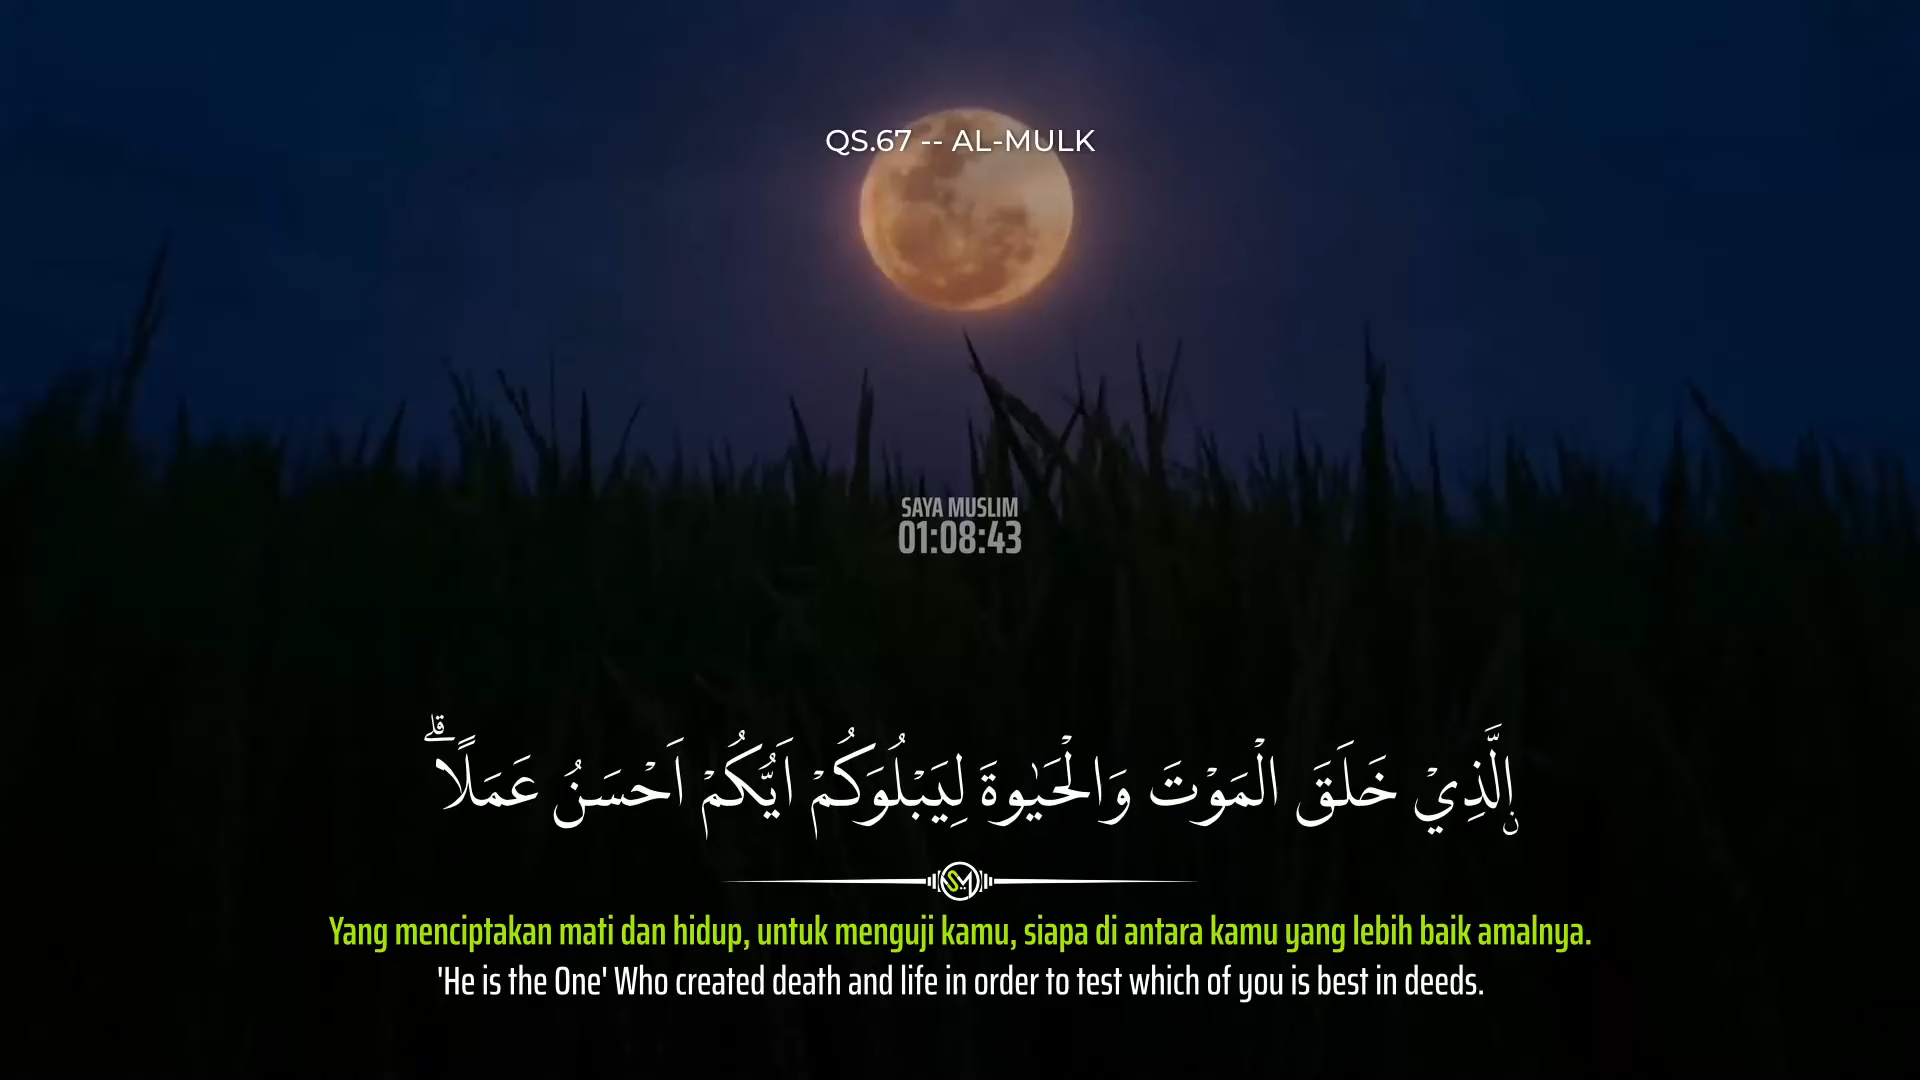 QS.67 -- AL-MULK
SAYA MUSLIM
01:08:43
ۨالَّذِيْ خَلَقَ الْمَوْتَ وَالْحَيٰوةَ لِيَبْلُوَكُمْ اَيُّكُمْ اَحْسَنُ عَمَلًاۗ
SM
Yang menciptakan mati dan hidup, untuk menguji kamu, siapa di antara kamu yang lebih baik amalnya.
'He is the One' Who created death and life in order to test which of you is best in deeds.